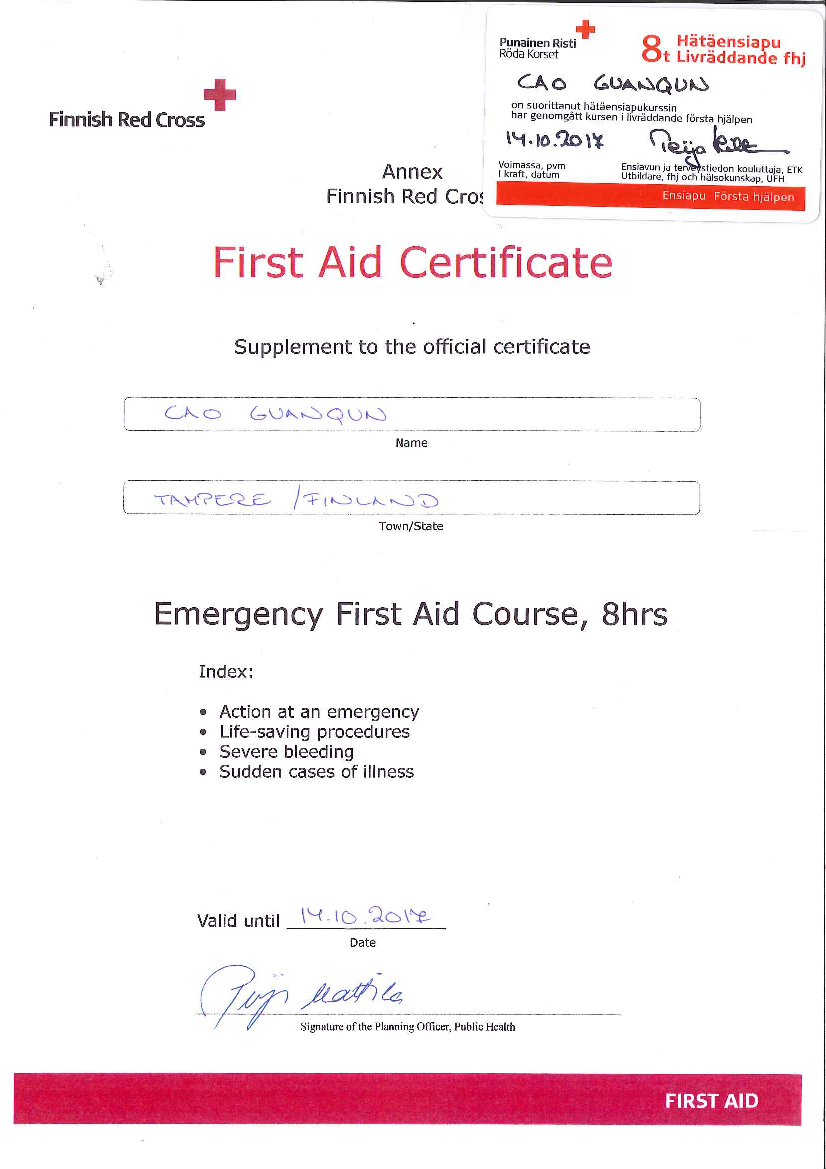 Finnish Red Cross
Punainen Risti
Röda Korset
8t Hätäensiapu
Livräddande fhj
CAO GUANQUN
on suorittanut hätäensiapukurssin
har genomgått kursen i livräddande första hjälpen
14.10.2017
Voimassa, pvm
I kraft, datum
Ensiavun ja terveystiedon kouluttaja, ETK
Utbildare, fhj och hälsokunskap, UFH
Ensiapu Första hjälpen
Annex
Finnish Red Cros
First Aid Certificate
Supplement to the official certificate
CAO GUANQUN
Name
TAMPERE / FINLAND
Town/State
Emergency First Aid Course, 8hrs
Index:
• Action at an emergency
• Life-saving procedures
• Severe bleeding
• Sudden cases of illness
Valid until 14.10.2017
Date
Signature of the Planning Officer, Public Health
FIRST AID